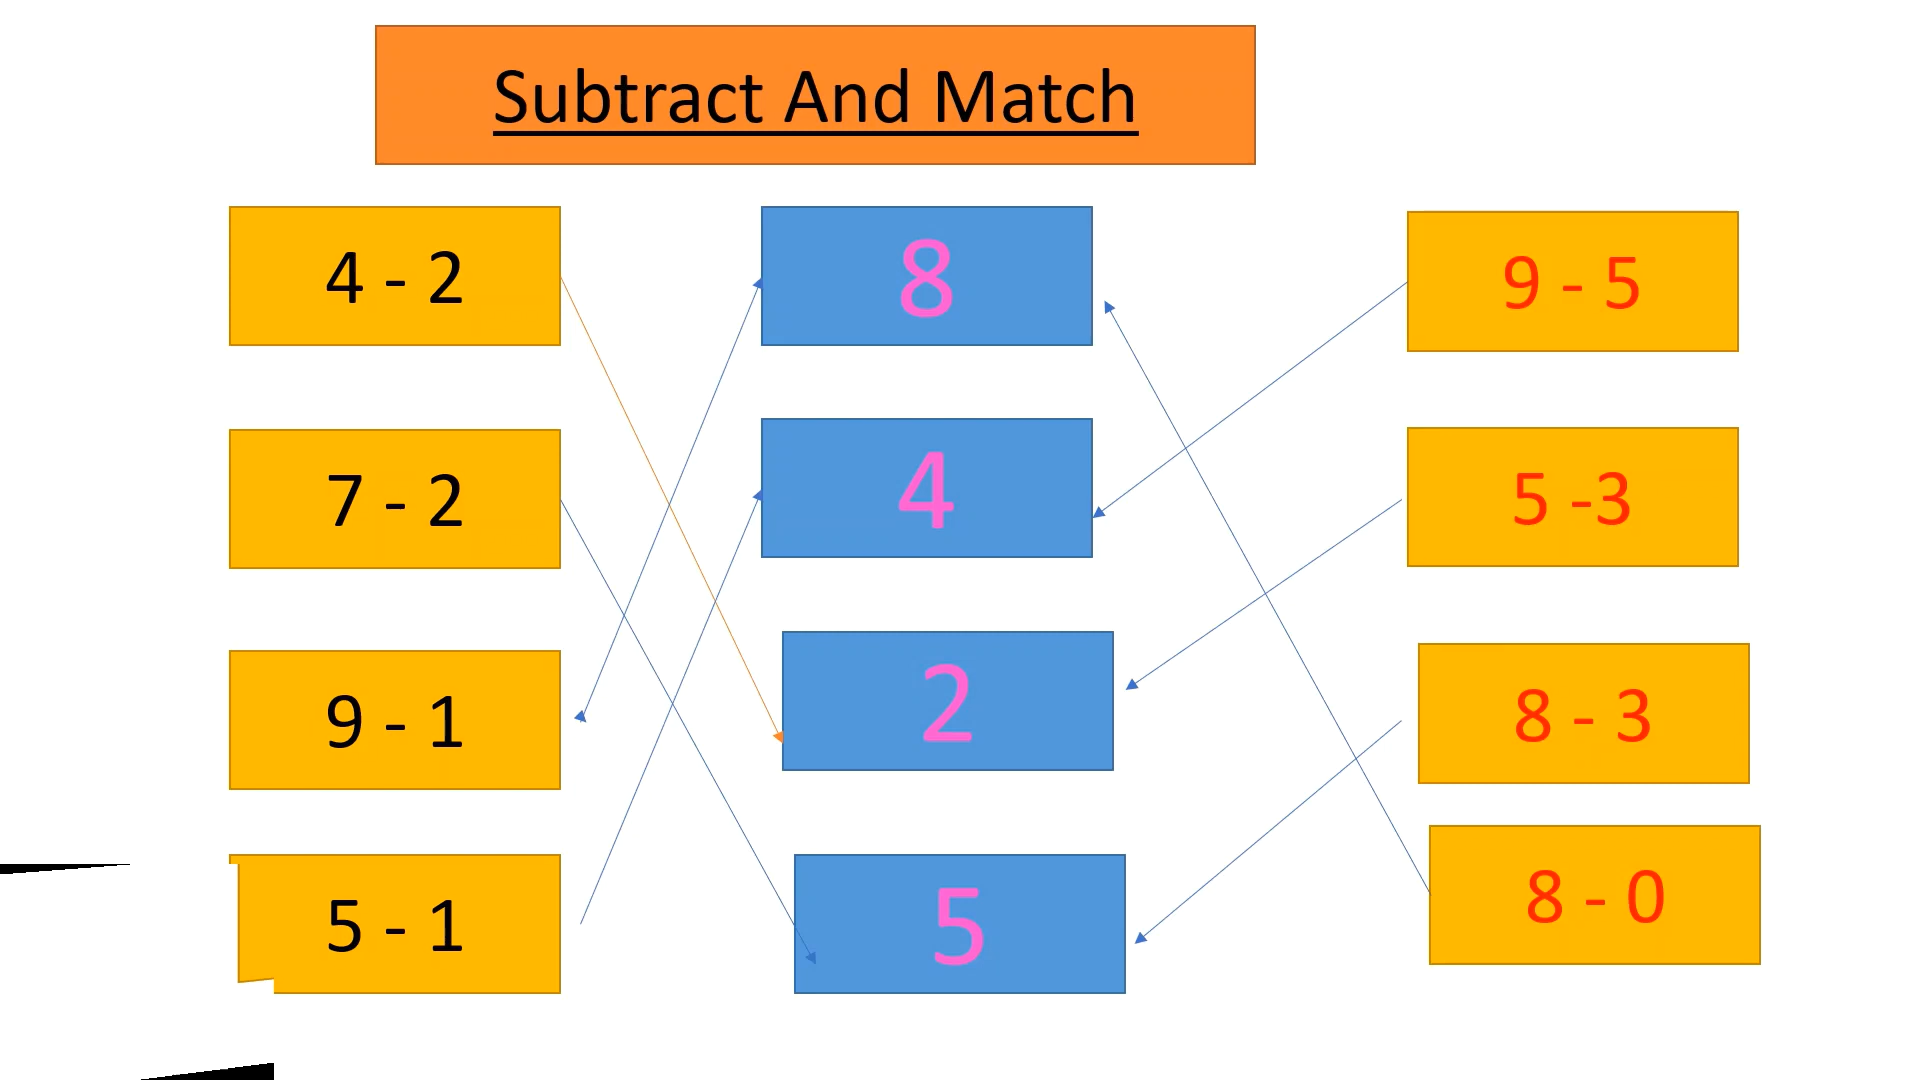 Subtract And Match
4 - 2
8
9 - 5
7 - 2
4
5 -3
9 - 1
2
8 - 3
5 - 1
5
8 - 0